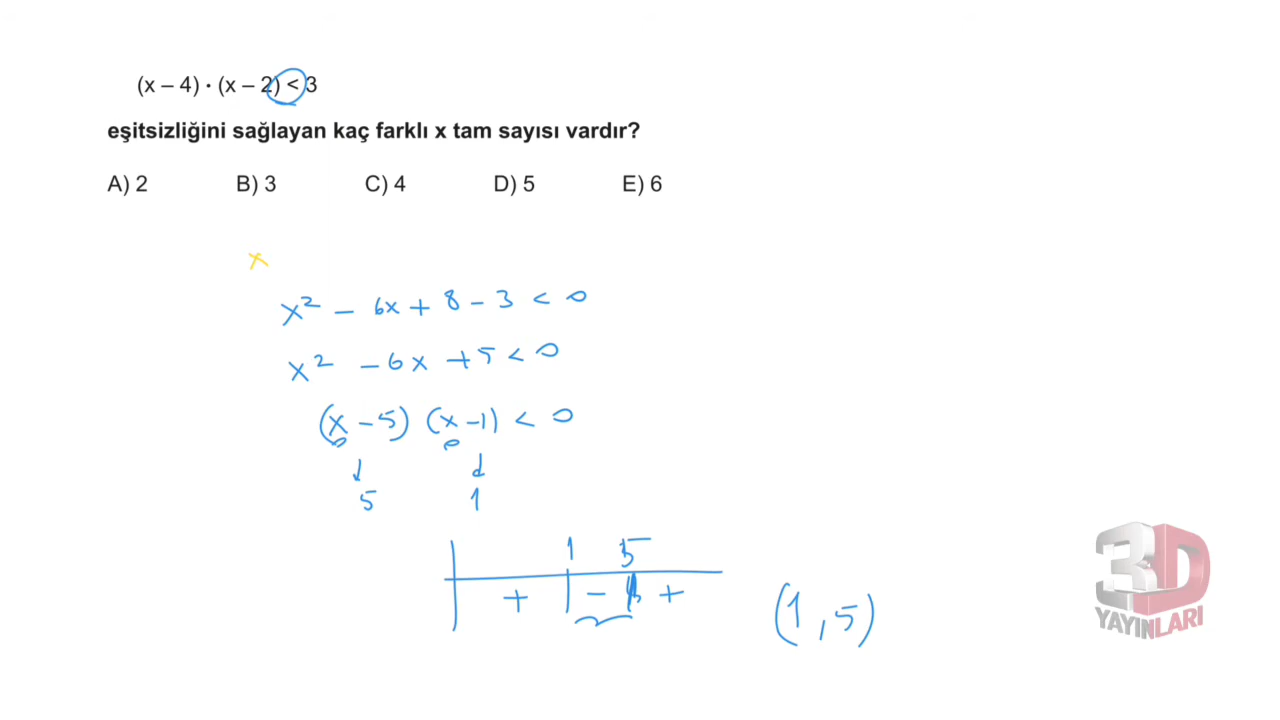 (x – 4) · (x – 2) < 3
eşitsizliğini sağlayan kaç farklı x tam sayısı vardır?
A) 2 B) 3 C) 4 D) 5 E) 6
x
x² – 6x + 8 – 3 < 0
x² – 6x + 5 < 0
(x – 5) (x – 1) < 0
5 1
1 5
+ – +
(1, 5)
3D
YAYINLARI